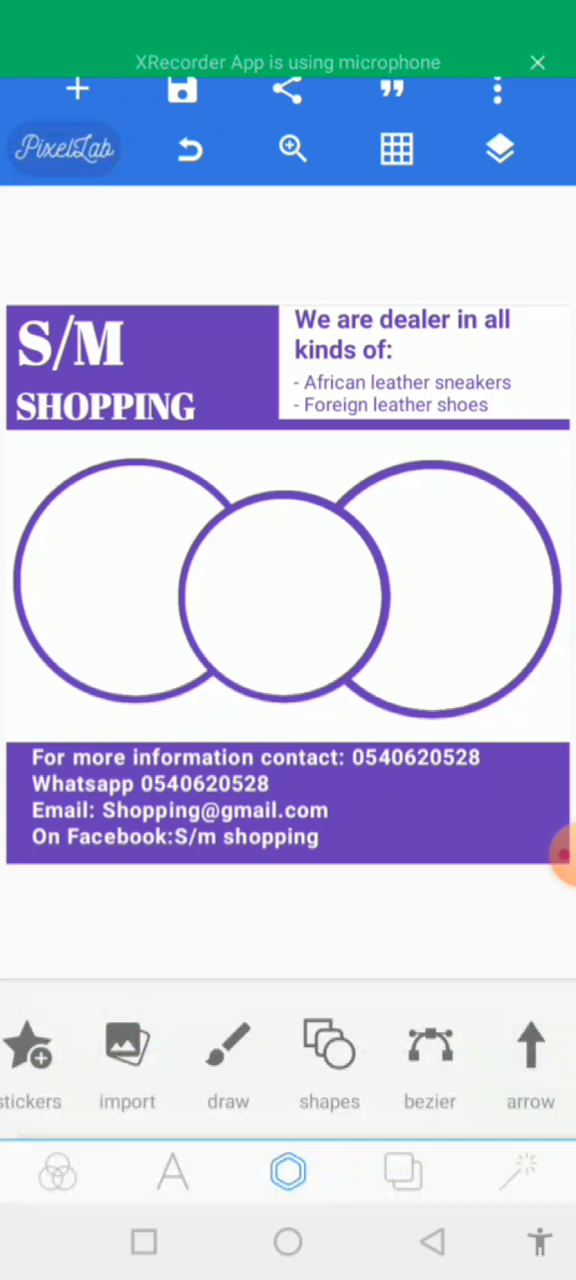 XRecorder App is using microphone
PixelLab
S/M
SHOPPING
We are dealer in all
kinds of:
- African leather sneakers
- Foreign leather shoes
For more information contact: 0540620528
Whatsapp 0540620528
Email: Shopping@gmail.com
On Facebook:S/m shopping
stickers
import
draw
shapes
bezier
arrow